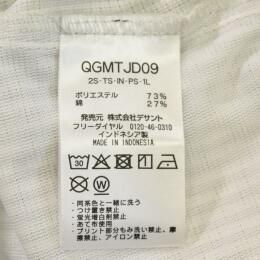 QGMTJD09
2S-TS-IN-PS-1L
ポリエステル 73%
綿 27%
発売元 株式会社デサント
フリーダイヤル 0120-46-0310
インドネシア製
MADE IN INDONESIA
30
W
・同系色と一緒に洗う
・つけ置き禁止
・蛍光増白剤禁止
・あて布使用
・プリント部分もみ洗い禁止、摩
擦禁止、アイロン禁止